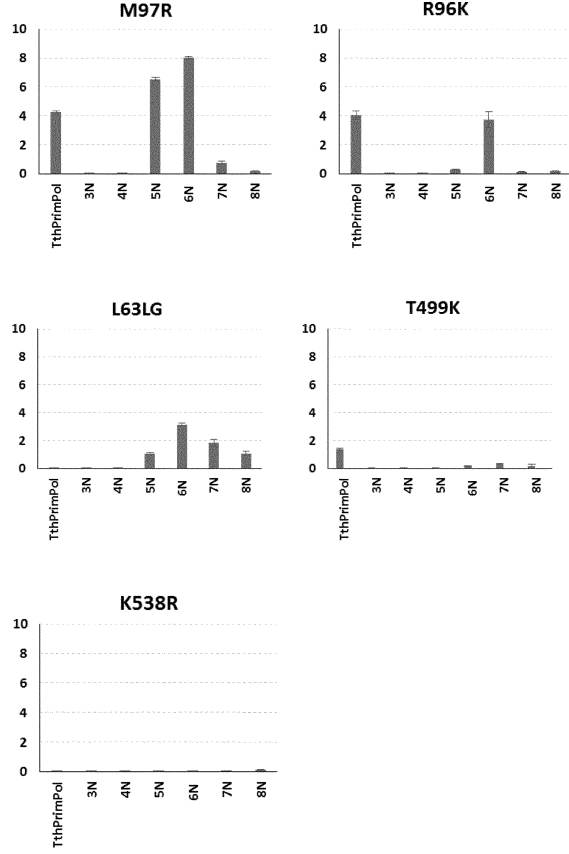 M97R
10
8
6
4
2
0
TthPrimPol
3N
4N
5N
6N
7N
8N
R96K
10
8
6
4
2
0
TthPrimPol
3N
4N
5N
6N
7N
8N
L63LG
10
8
6
4
2
0
TthPrimPol
3N
4N
5N
6N
7N
8N
T499K
10
8
6
4
2
0
TthPrimPol
3N
4N
5N
6N
7N
8N
K538R
10
8
6
4
2
0
TthPrimPol
3N
4N
5N
6N
7N
8N